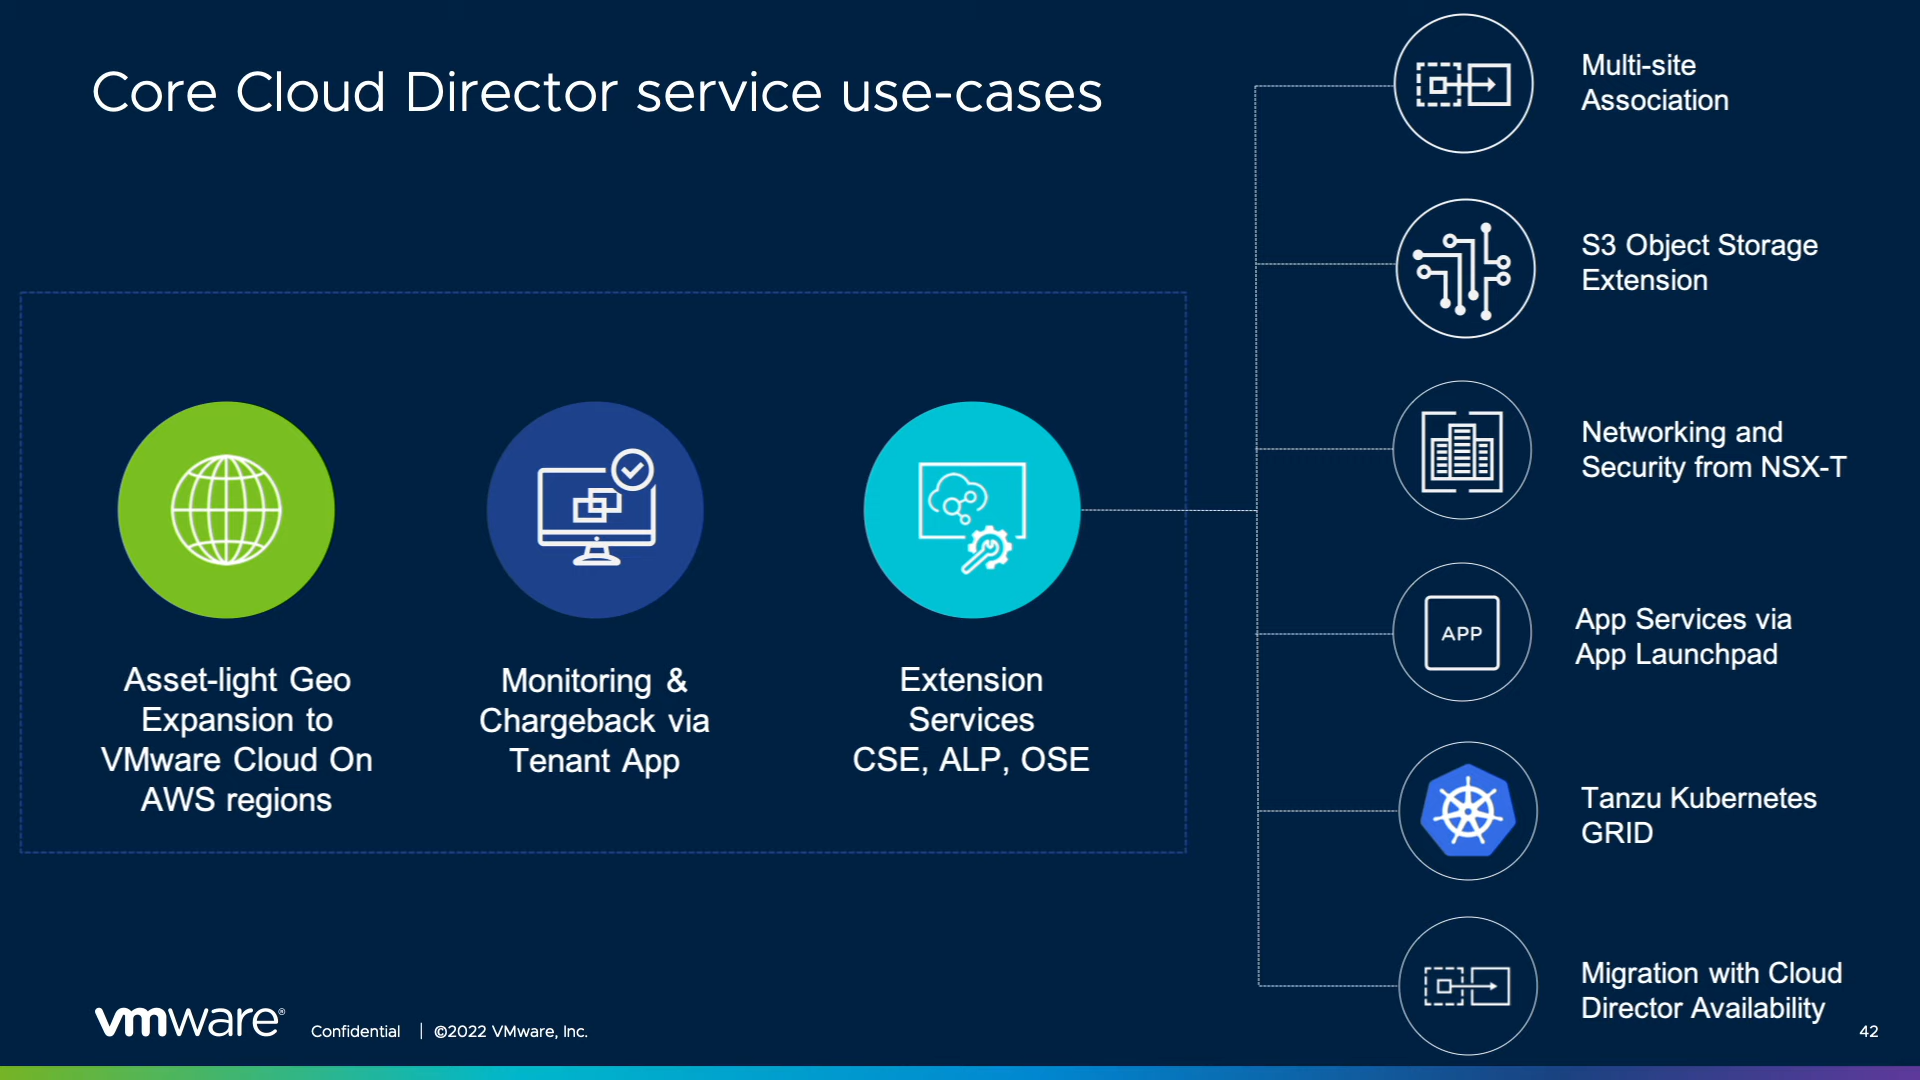 Core Cloud Director service use-cases
Asset-light Geo
Expansion to
VMware Cloud On
AWS regions
Monitoring &
Chargeback via
Tenant App
Extension
Services
CSE, ALP, OSE
Multi-site
Association
S3 Object Storage
Extension
Networking and
Security from NSX-T
APP
App Services via
App Launchpad
Tanzu Kubernetes
GRID
Migration with Cloud
Director Availability
vmware® Confidential | ©2022 VMware, Inc.
42